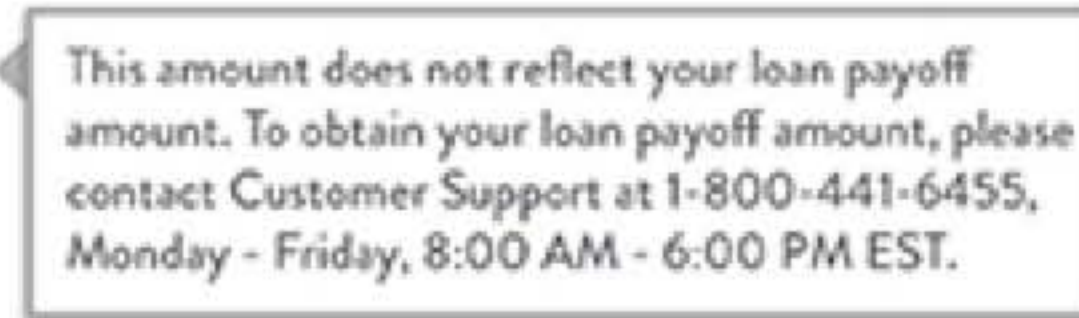 This amount does not reflect your loan payoff
amount. To obtain your loan payoff amount, please
contact Customer Support at 1-800-441-6455,
Monday - Friday, 8:00 AM - 6:00 PM EST.